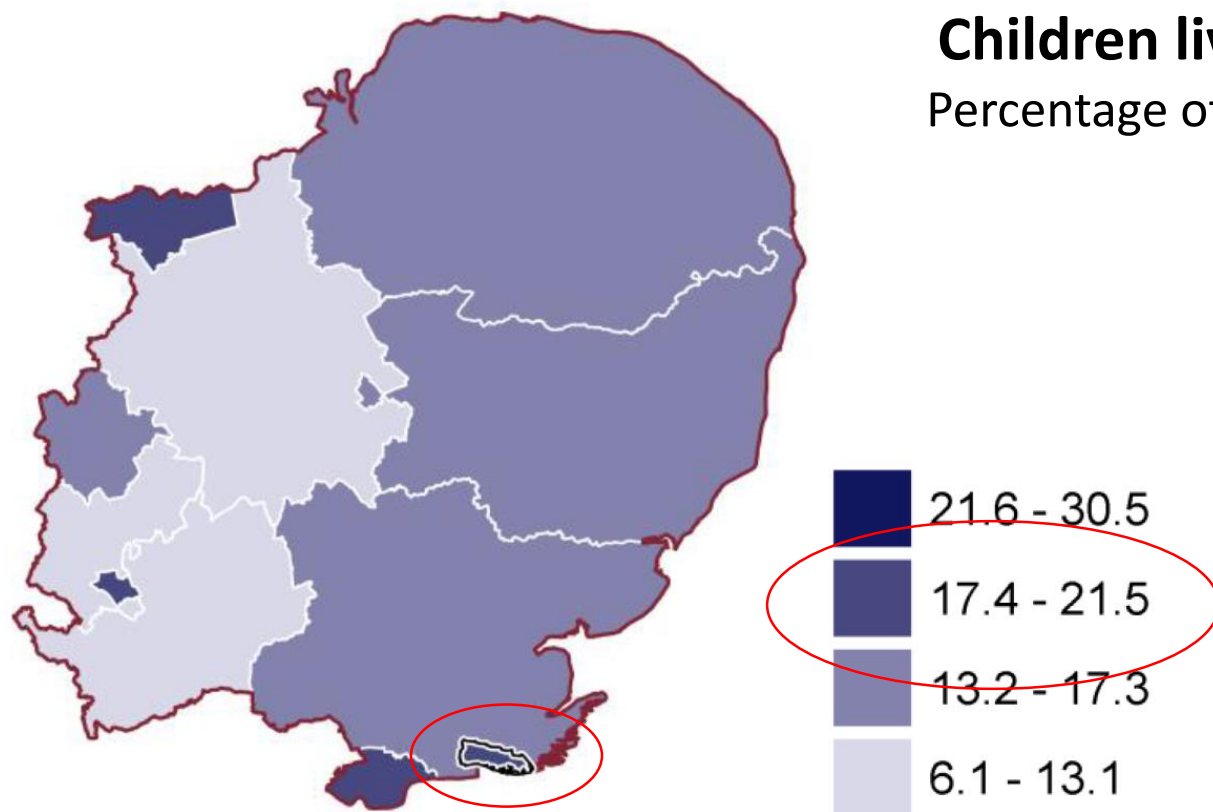 Children liv
Percentage of
21.6 - 30.5
17.4 - 21.5
13.2 - 17.3
6.1 - 13.1